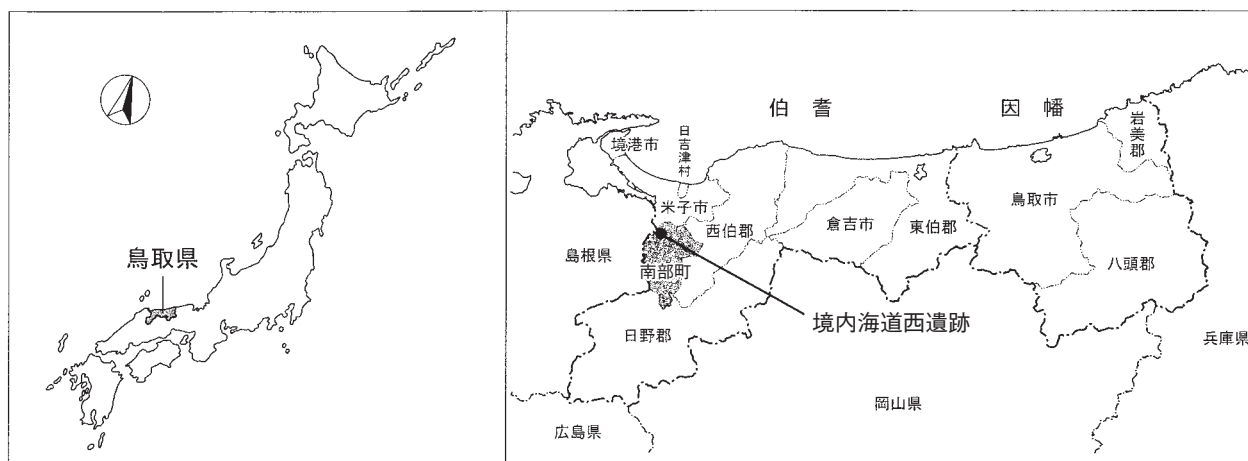 鳥取県
伯耆
因幡
岩美郡
日吉津村
境港市
米子市
西伯郡
倉吉市
東伯郡
鳥取市
八頭郡
島根県
南部町
境内海道西遺跡
日野郡
兵庫県
岡山県
広島県